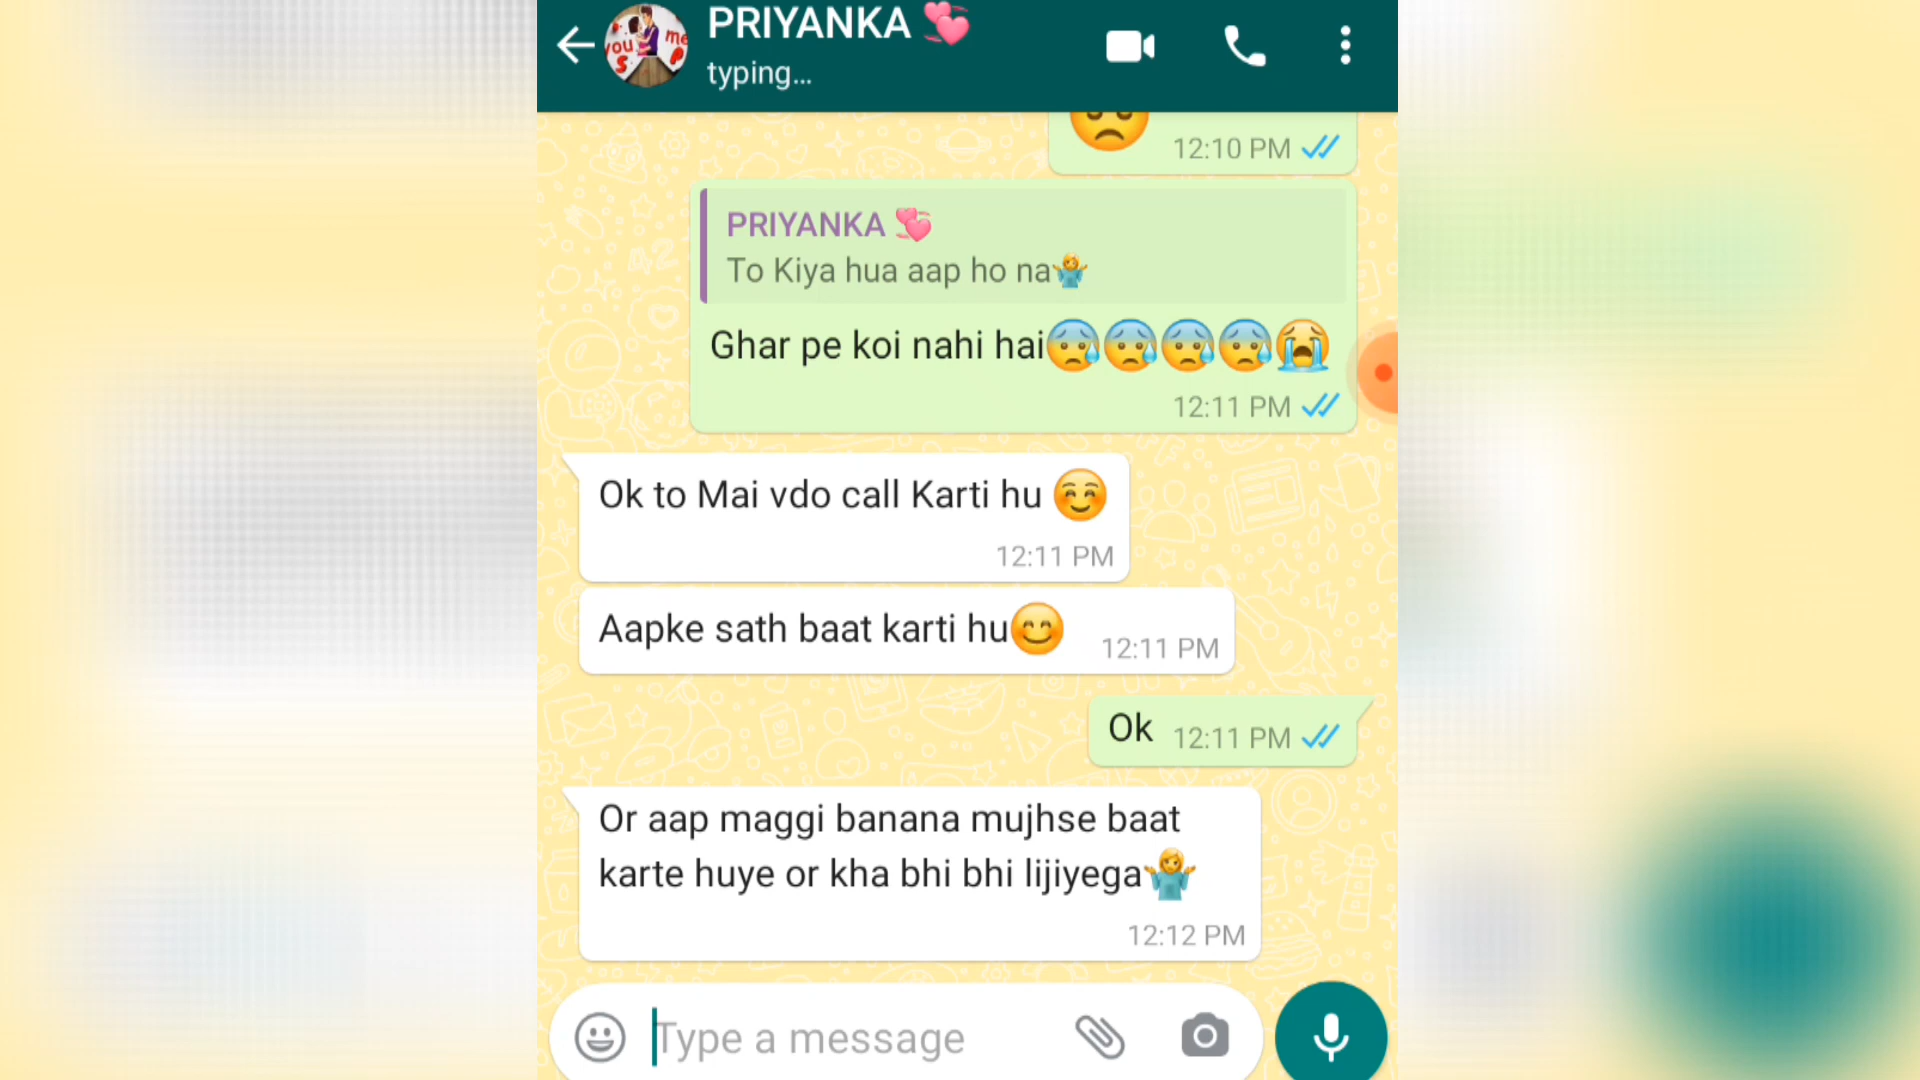 PRIYANKA 💞
typing...
you me
S P
12:10 PM
PRIYANKA 💞
To Kiya hua aap ho na🤷‍♀️
Ghar pe koi nahi hai😰😰😰😰😭
12:11 PM
Ok to Mai vdo call Karti hu ☺️
12:11 PM
Aapke sath baat karti hu😊
12:11 PM
Ok 12:11 PM
Or aap maggi banana mujhse baat
karte huye or kha bhi bhi lijiyega🤷‍♀️
12:12 PM
Type a message